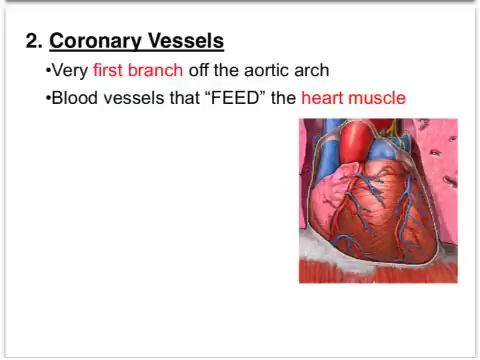 2. Coronary Vessels
•Very first branch off the aortic arch
•Blood vessels that “FEED” the heart muscle